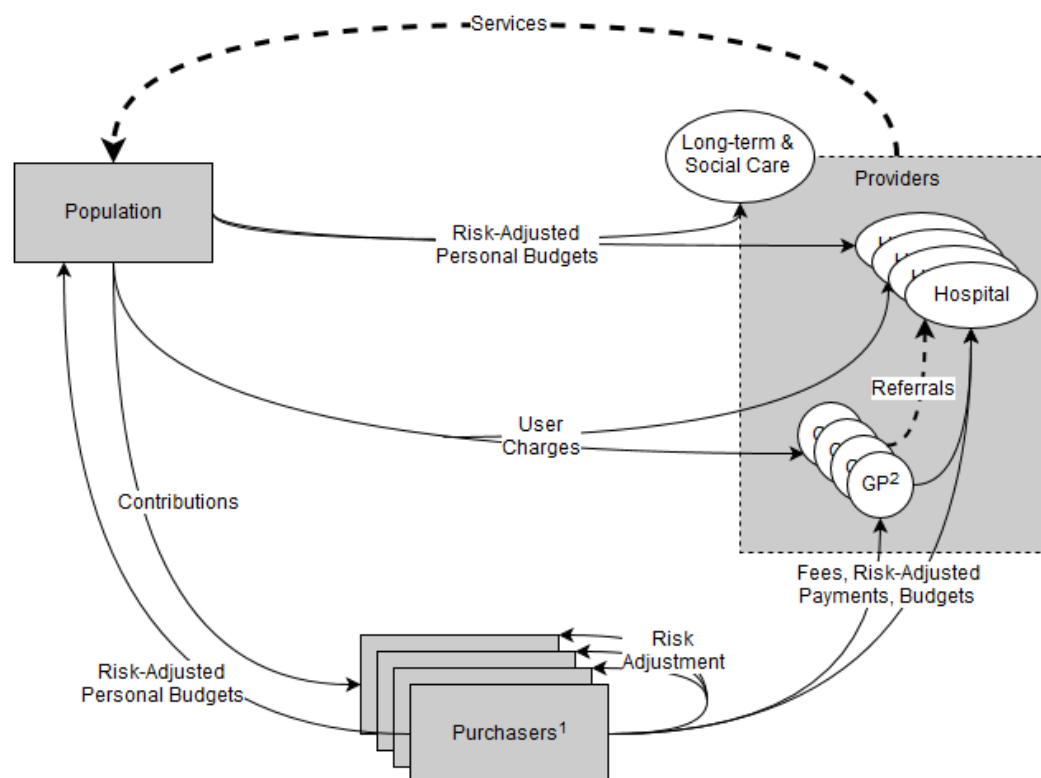 Services
Long-term &
Social Care
Providers
Population
Risk-Adjusted
Personal Budgets
Hospital
Referrals
User
Charges
GP²
Contributions
Fees, Risk-Adjusted
Payments, Budgets
Risk
Adjustment
Risk-Adjusted
Personal Budgets
Purchasers¹